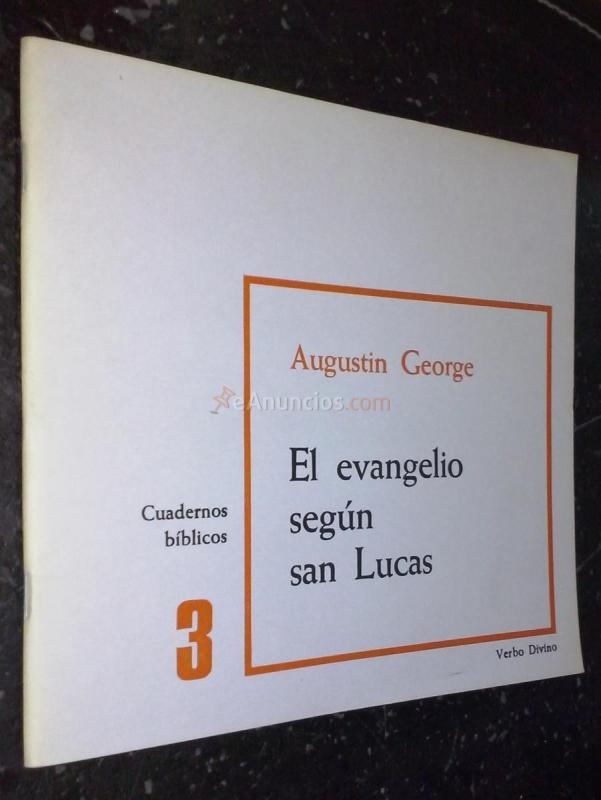 Augustin George
eAnuncios.com
El evangelio
según
san Lucas
Cuadernos
bíblicos
3
Verbo Divino